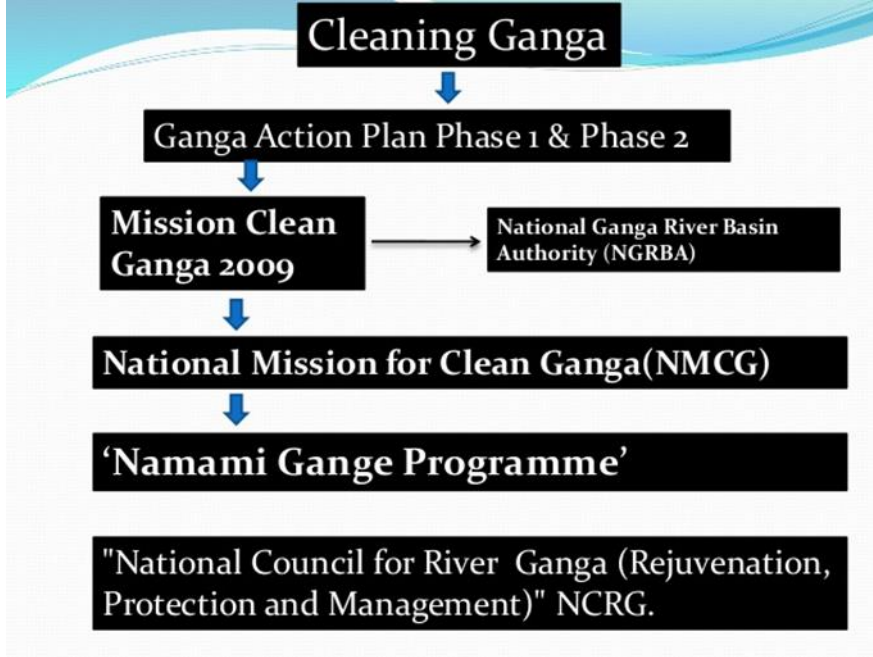 Cleaning Ganga
Ganga Action Plan Phase 1 & Phase 2
Mission Clean
Ganga 2009
National Ganga River Basin
Authority (NGRBA)
National Mission for Clean Ganga(NMCG)
‘Namami Gange Programme’
"National Council for River Ganga (Rejuvenation,
Protection and Management)" NCRG.